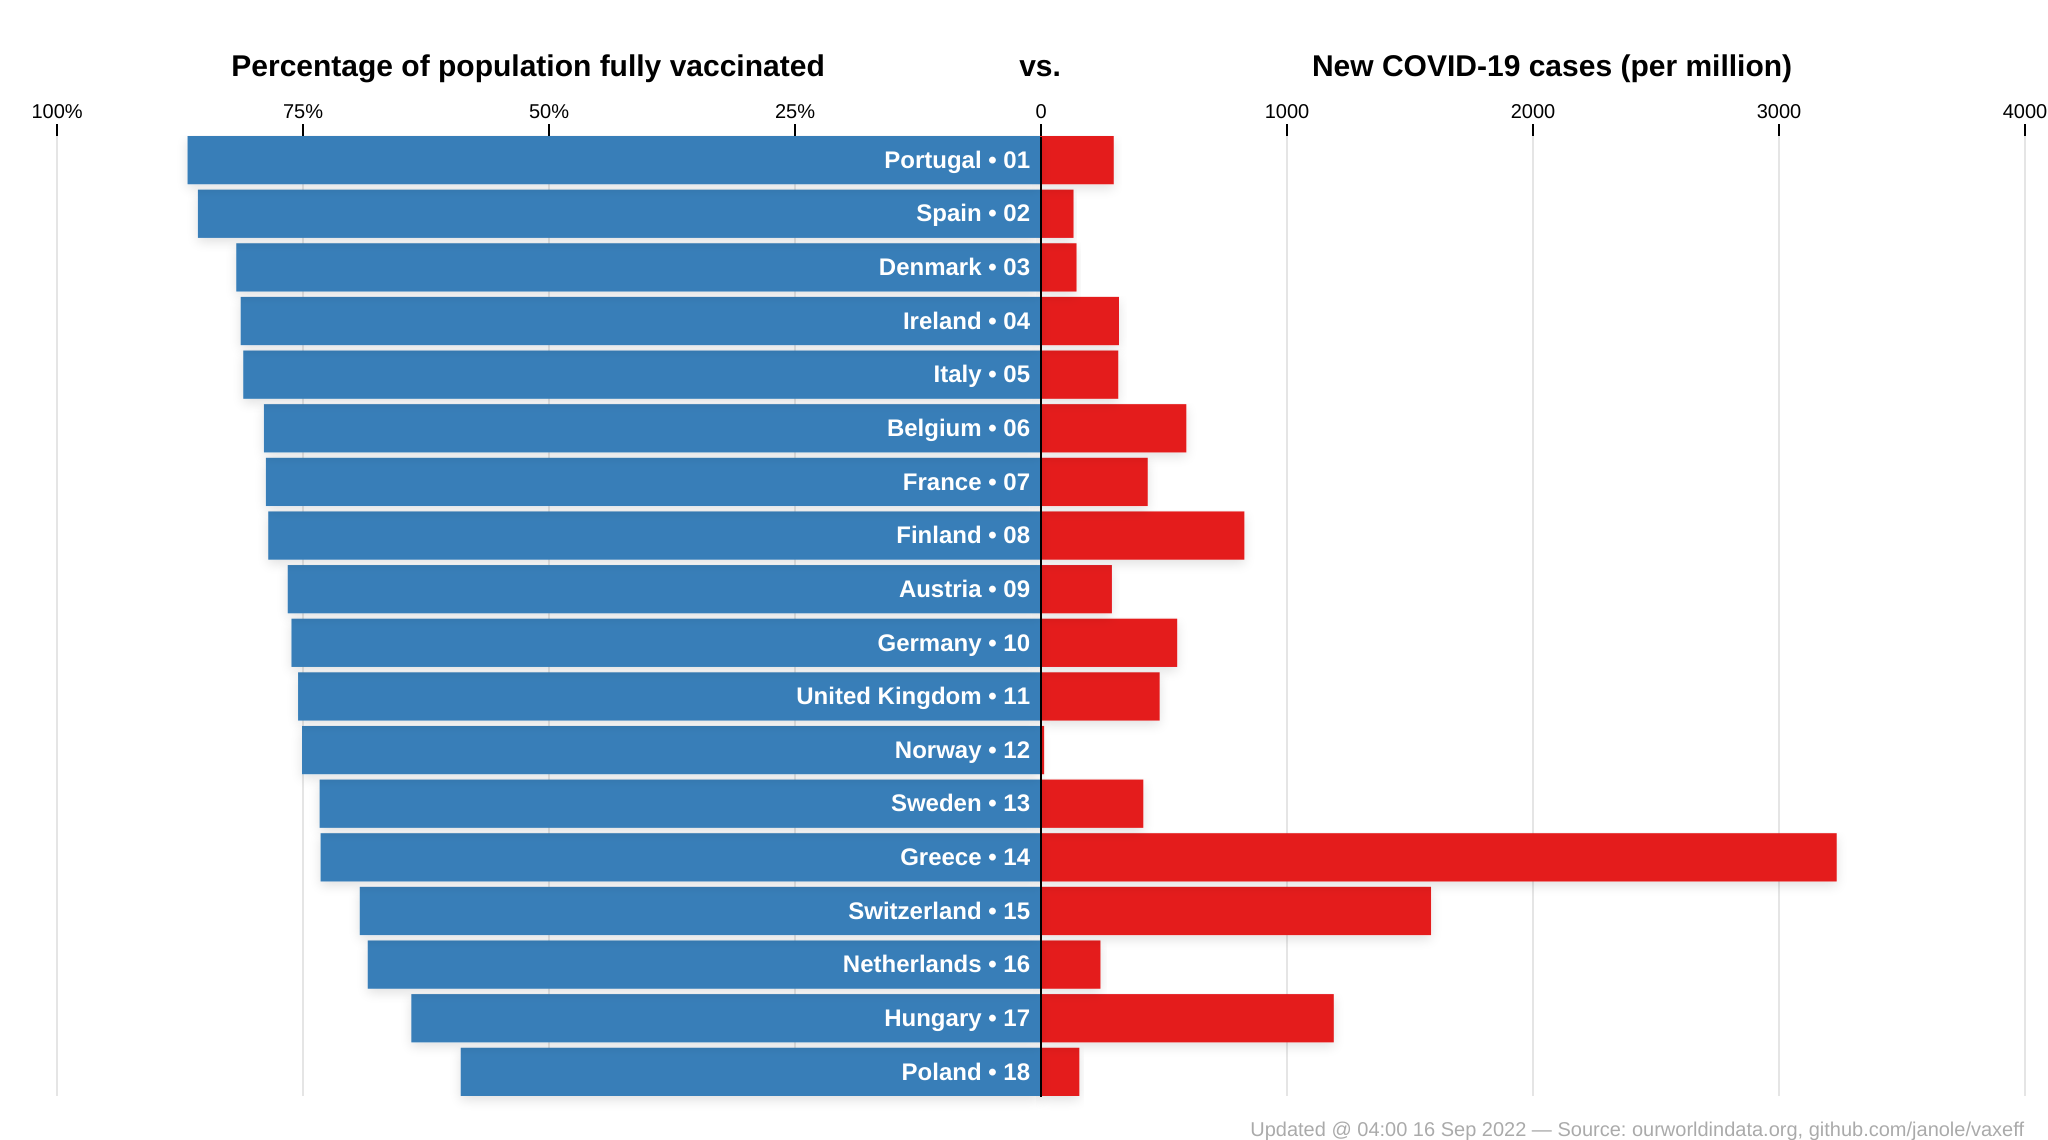 Percentage of population fully vaccinated vs. New COVID-19 cases (per million)
100% 75% 50% 25% 0 1000 2000 3000 4000
Portugal • 01
Spain • 02
Denmark • 03
Ireland • 04
Italy • 05
Belgium • 06
France • 07
Finland • 08
Austria • 09
Germany • 10
United Kingdom • 11
Norway • 12
Sweden • 13
Greece • 14
Switzerland • 15
Netherlands • 16
Hungary • 17
Poland • 18
Updated @ 04:00 16 Sep 2022 — Source: ourworldindata.org, github.com/janole/vaxeff